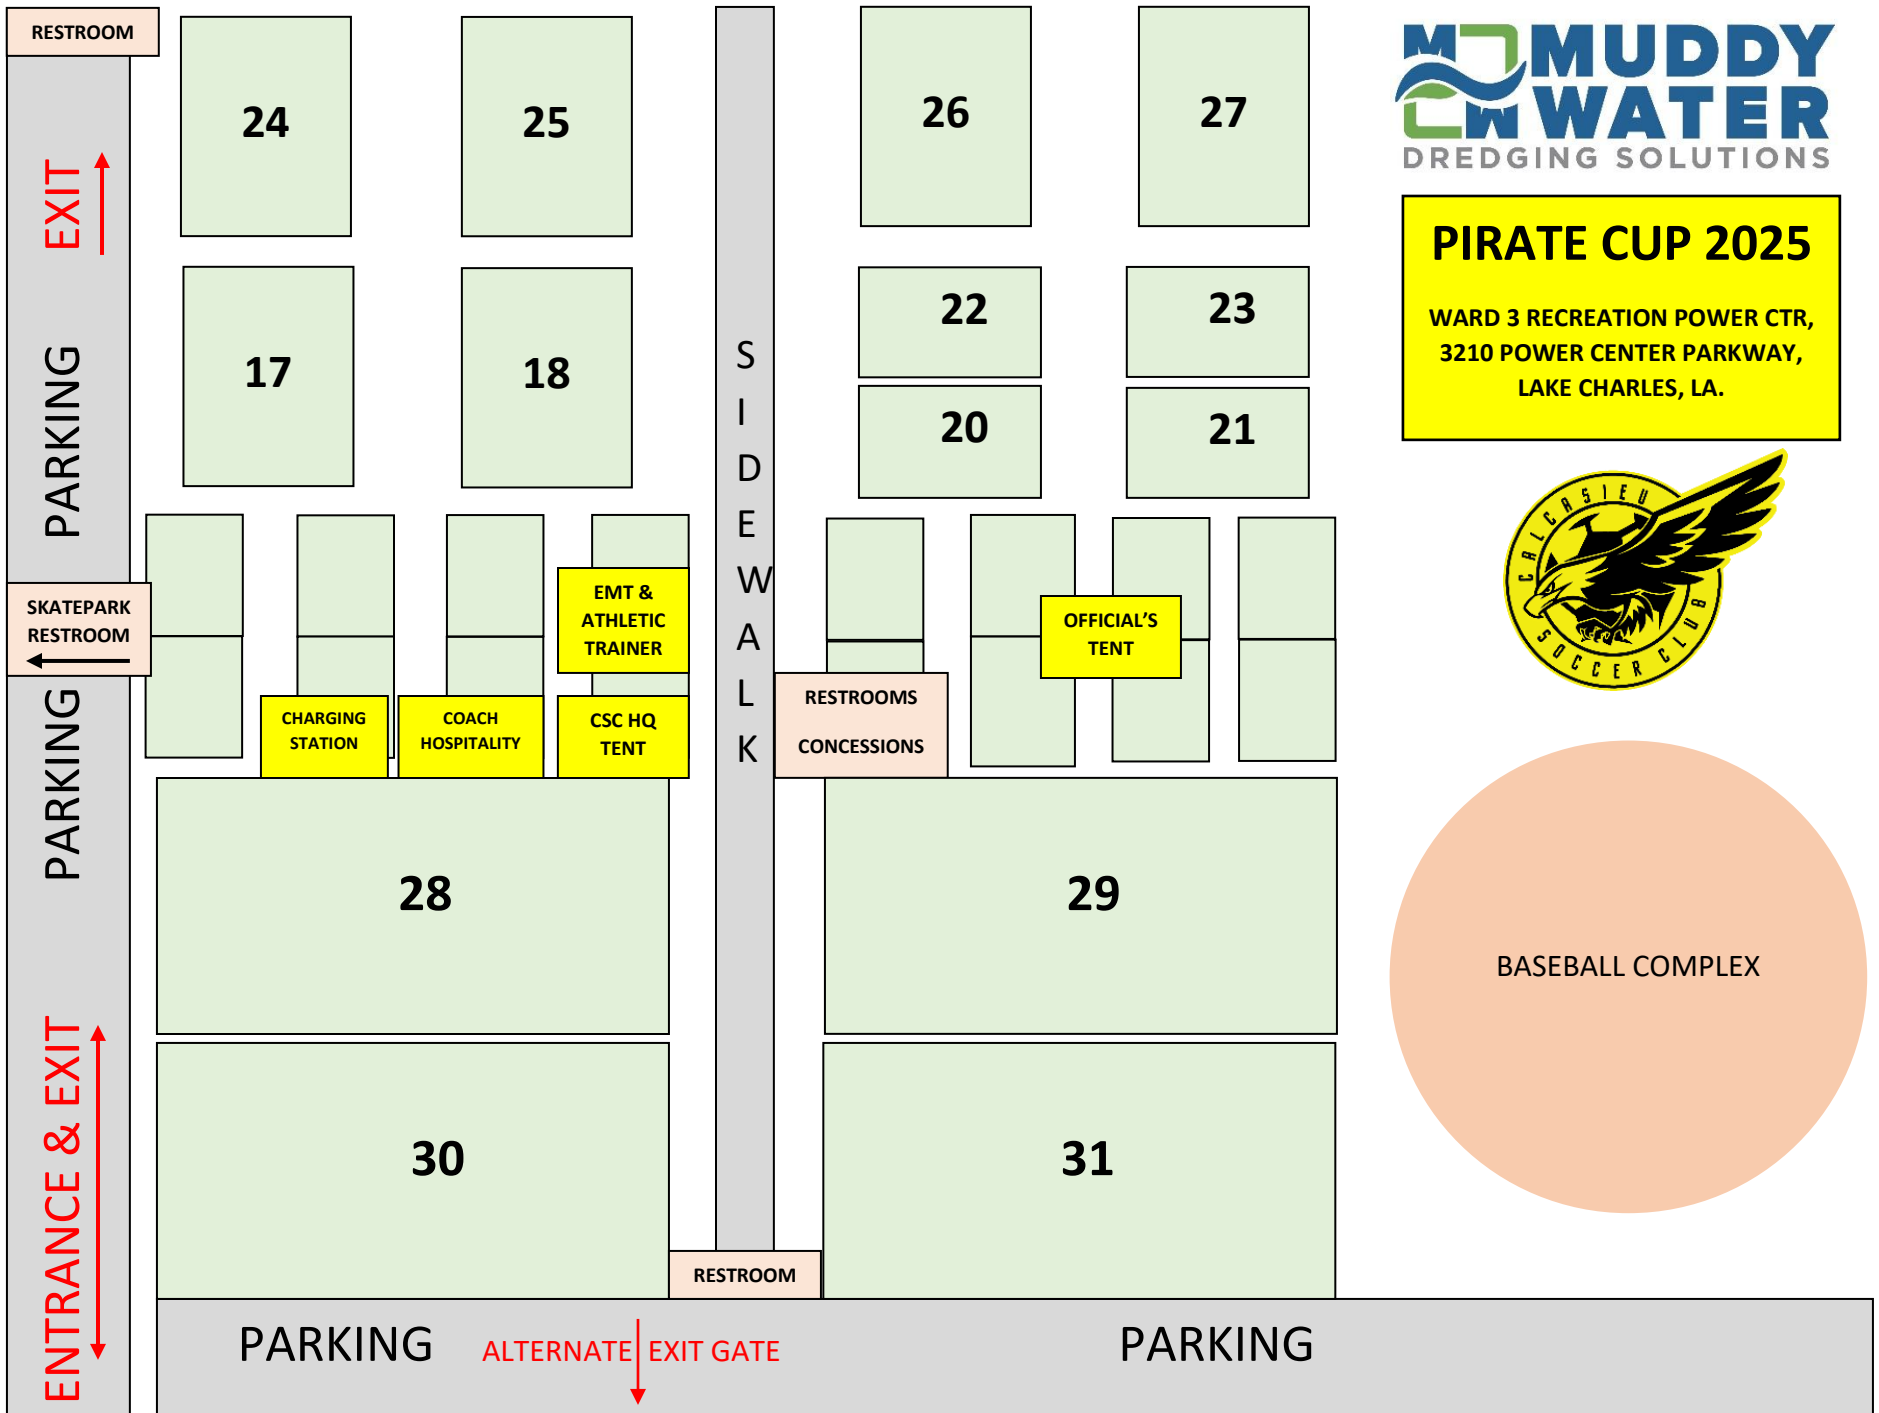 RESTROOM
24
25
26
27
MUDDY
WATER
DREDGING SOLUTIONS
EXIT
PIRATE CUP 2025
WARD 3 RECREATION POWER CTR,
3210 POWER CENTER PARKWAY,
LAKE CHARLES, LA.
17
18
22
23
20
21
PARKING
SIDEWALK
CALCASIEU
SOCCER CLUB
SKATEPARK
RESTROOM
EMT &
ATHLETIC
TRAINER
OFFICIAL'S
TENT
CHARGING
STATION
COACH
HOSPITALITY
CSC HQ
TENT
RESTROOMS
CONCESSIONS
PARKING
28
29
BASEBALL COMPLEX
ENTRANCE & EXIT
30
31
RESTROOM
PARKING
ALTERNATE EXIT GATE
PARKING